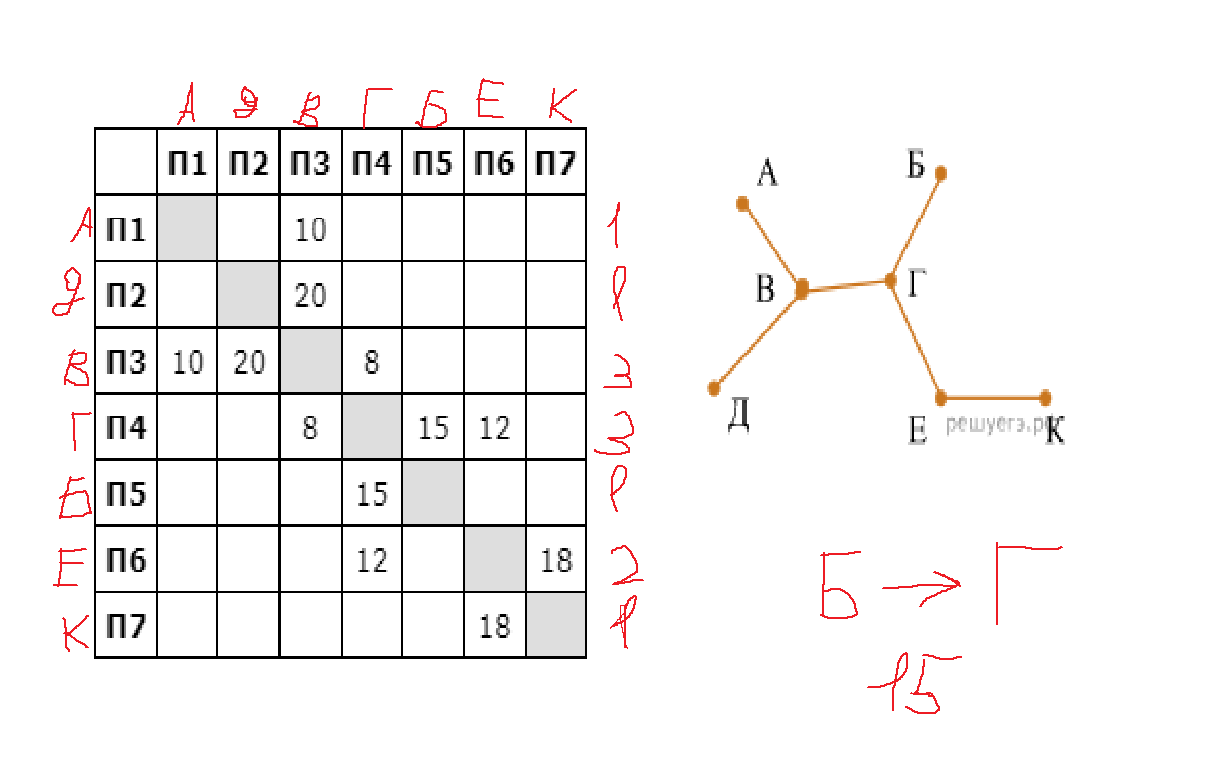 А Д В Г Б Е К
П1 П2 П3 П4 П5 П6 П7
А П1 10 1
Д П2 20 1
В П3 10 20 8 3
Г П4 8 15 12 3
Б П5 15 1
Е П6 12 18 2
К П7 18 1
А
Б
В
Г
Д
Е
решуегэ.рф
К
Б → Г
15